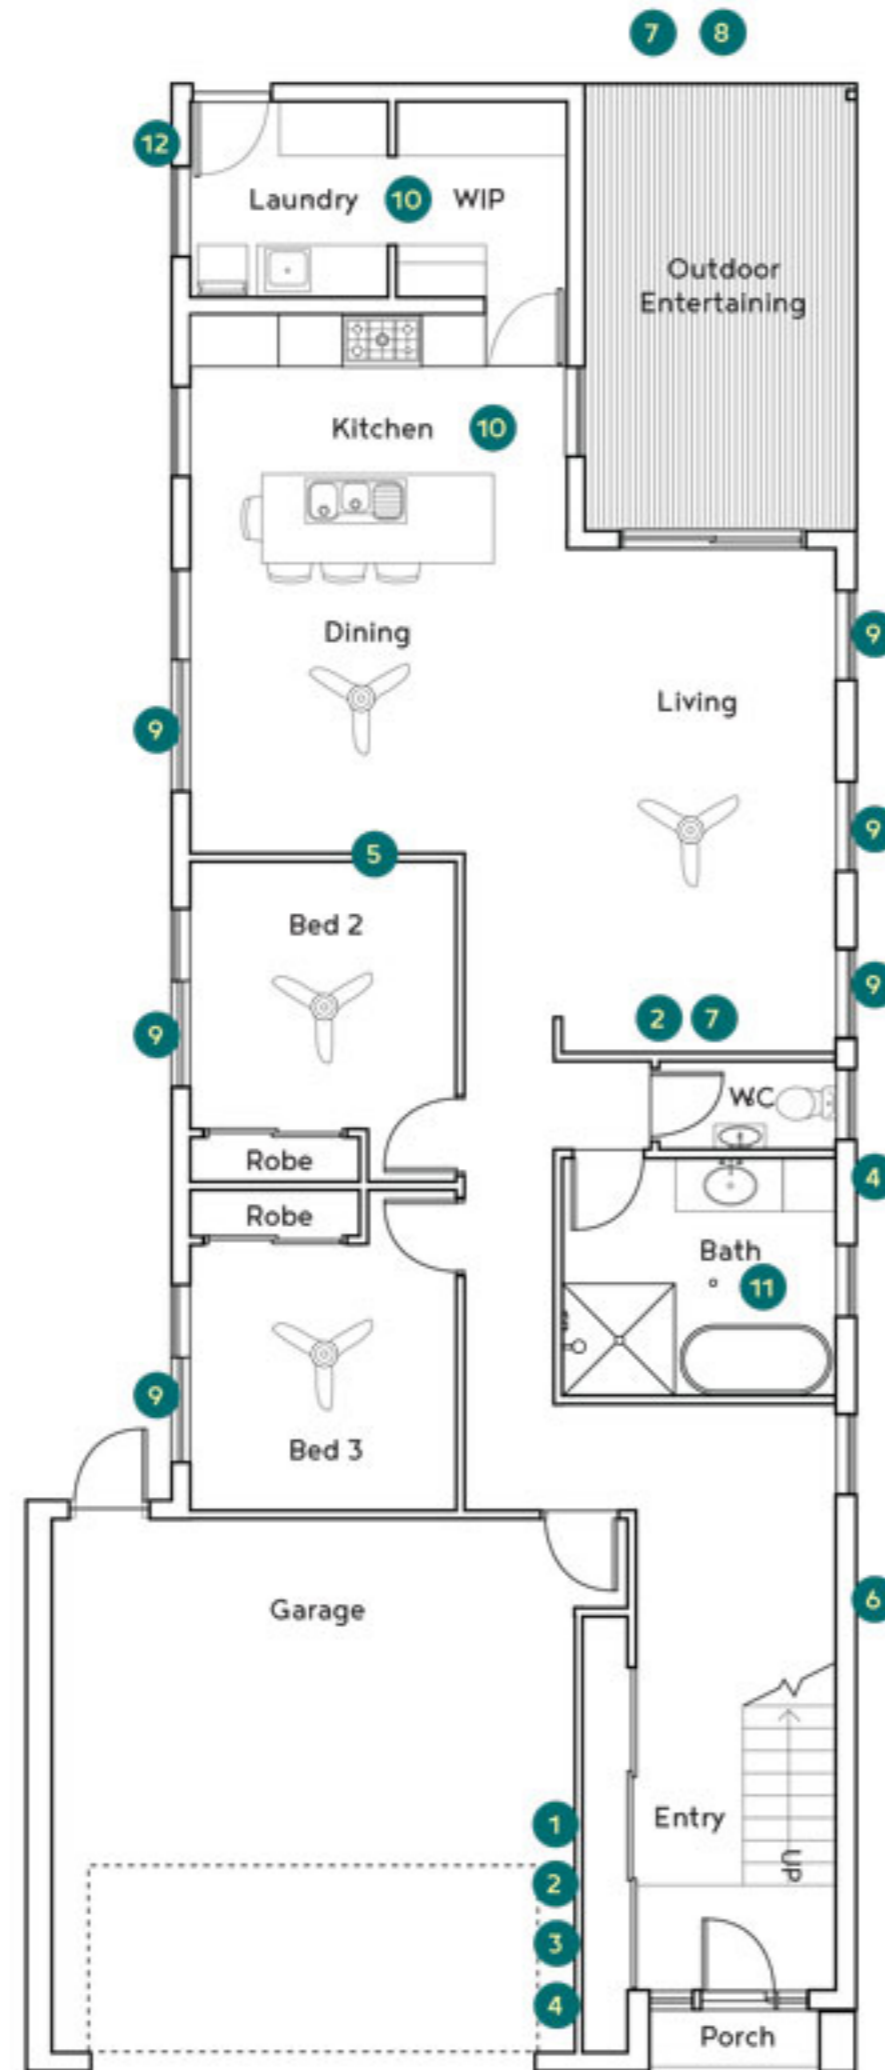 7 8
12
Laundry 10 WIP
Outdoor
Entertaining
Kitchen 10
Dining
9
Living
9
9
5
Bed 2
9
9
2 7
WC
Robe
4
Robe
Bath
11
9
Bed 3
6
Garage
1
Entry
UP
2
3
4
Porch